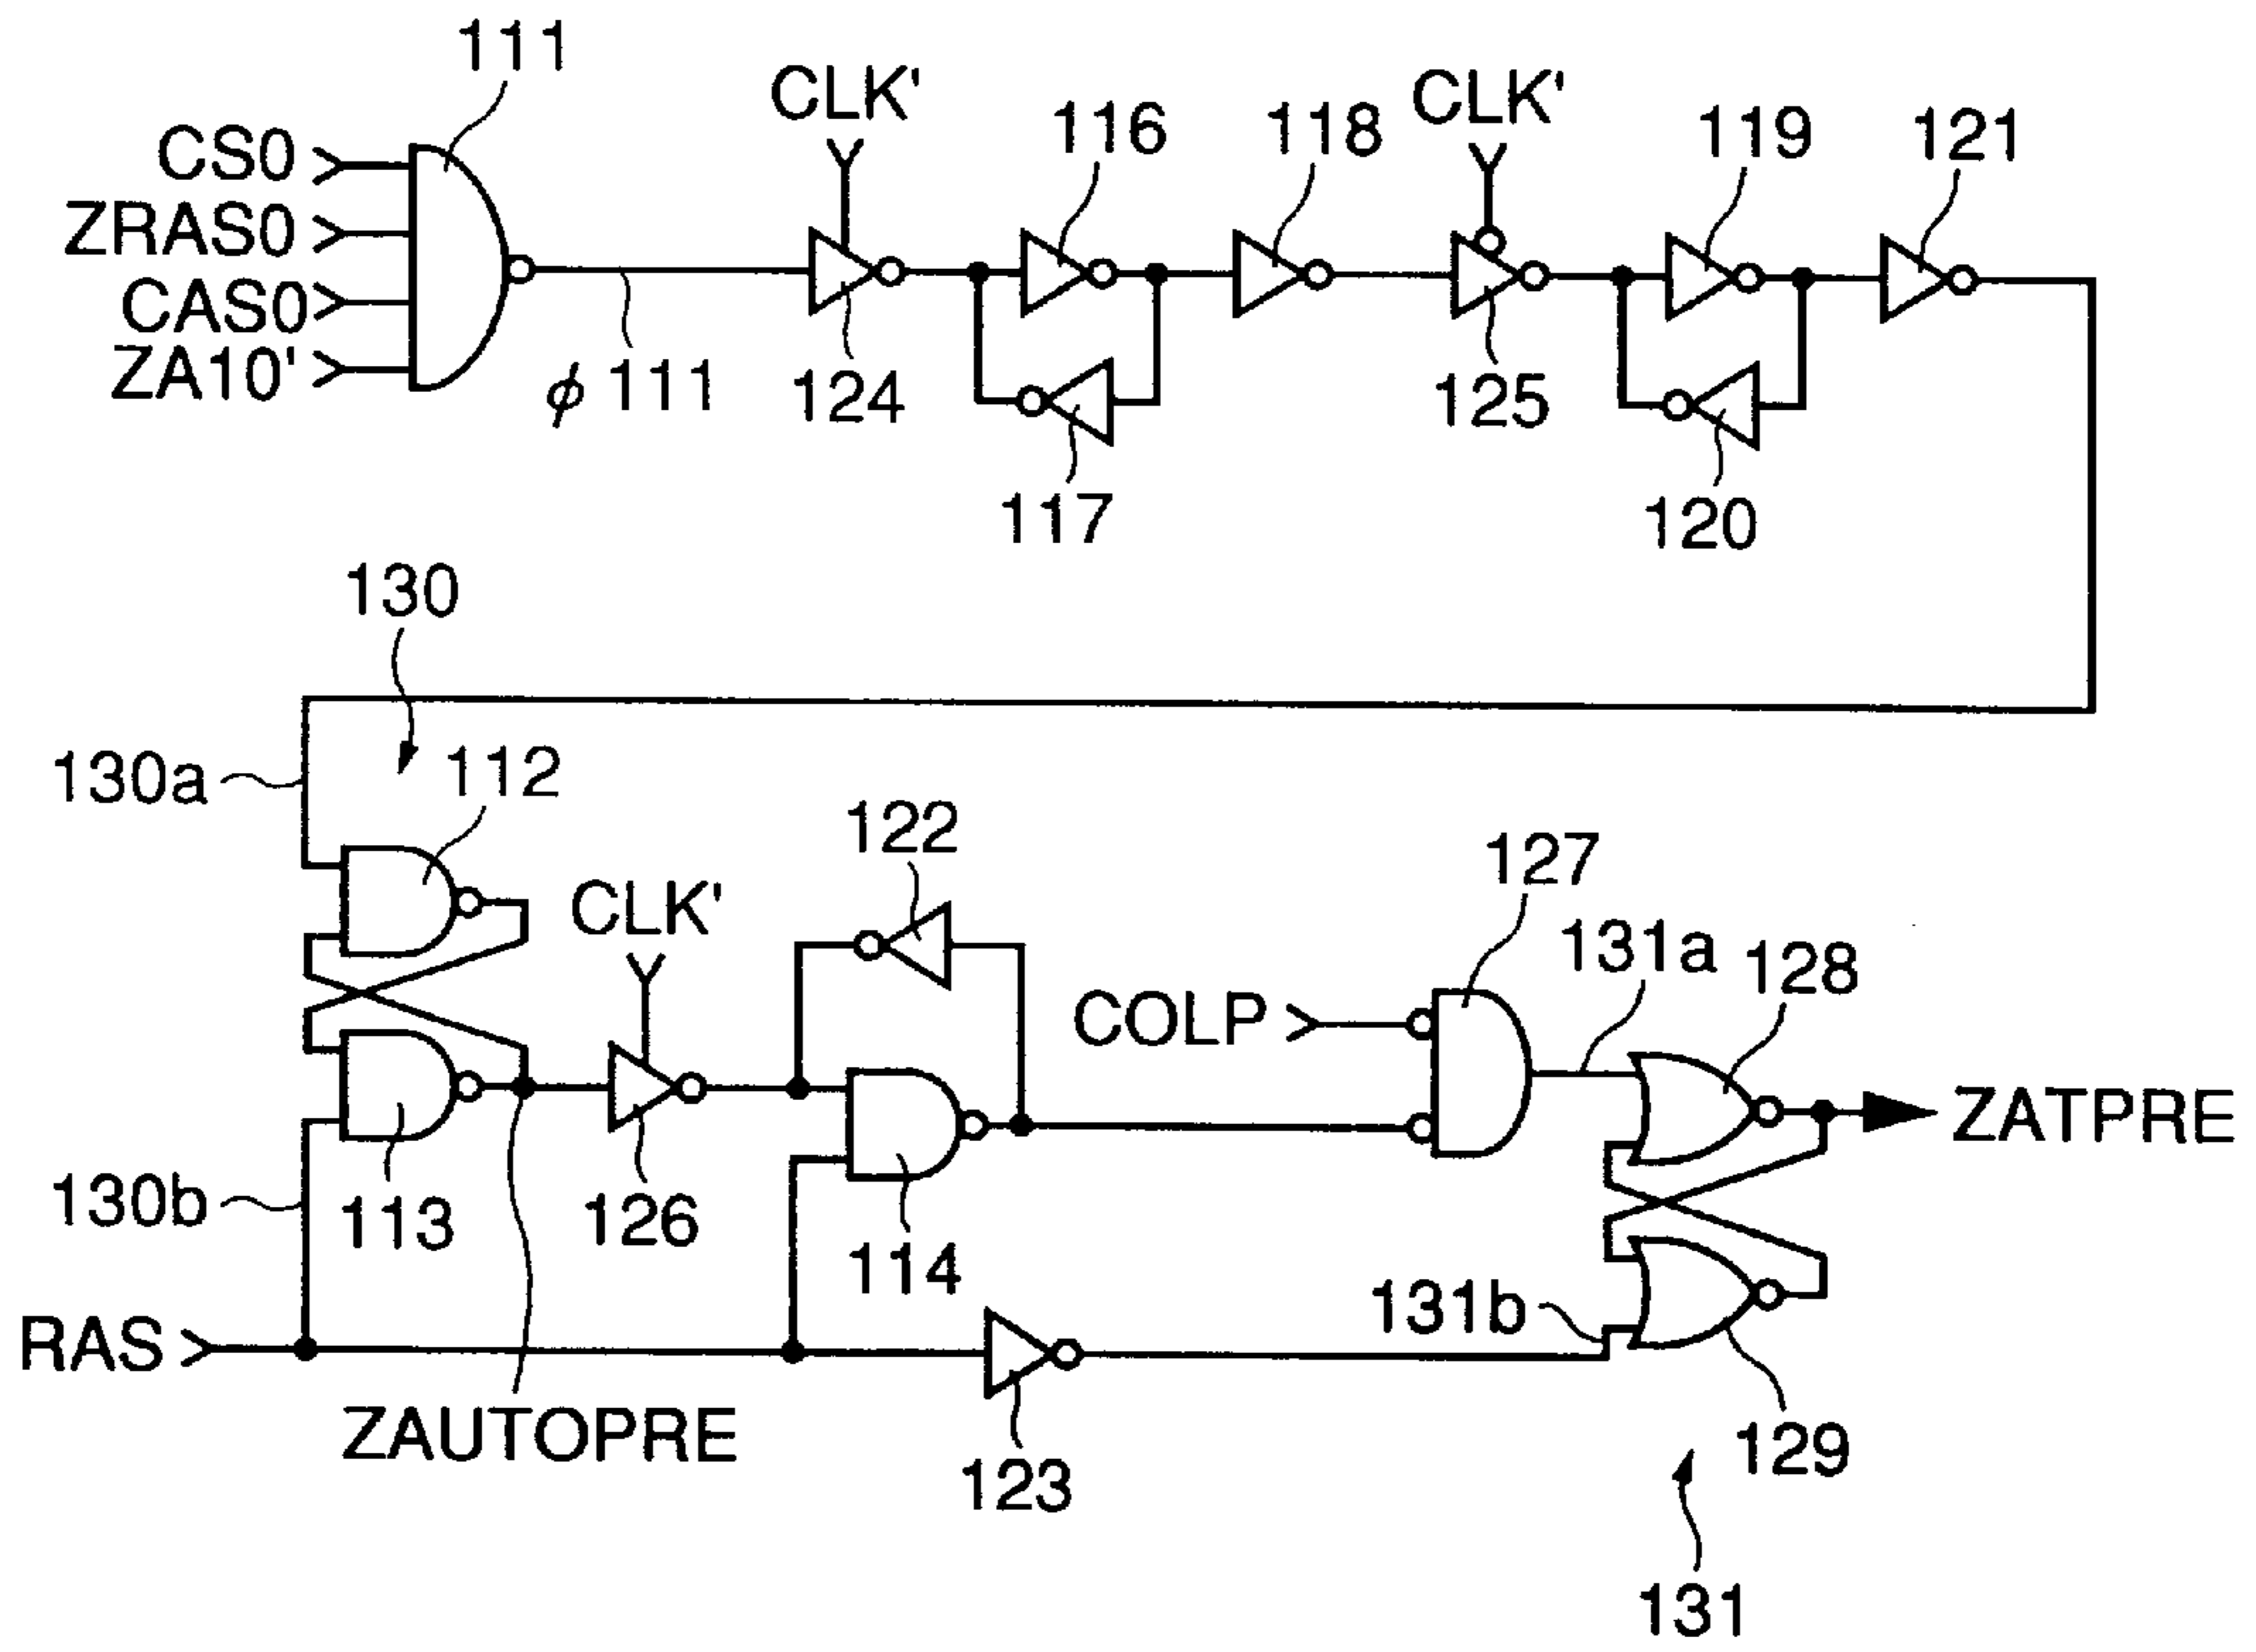 111
CLK'
116
118
CLK'
119
121
CS0
ZRAS0
CAS0
ZA10'
φ 111
124
117
125
120
130
130a
112
122
CLK'
127
131a
128
COLP
ZATPRE
130b
113
126
114
131b
RAS
ZAUTOPRE
123
129
131